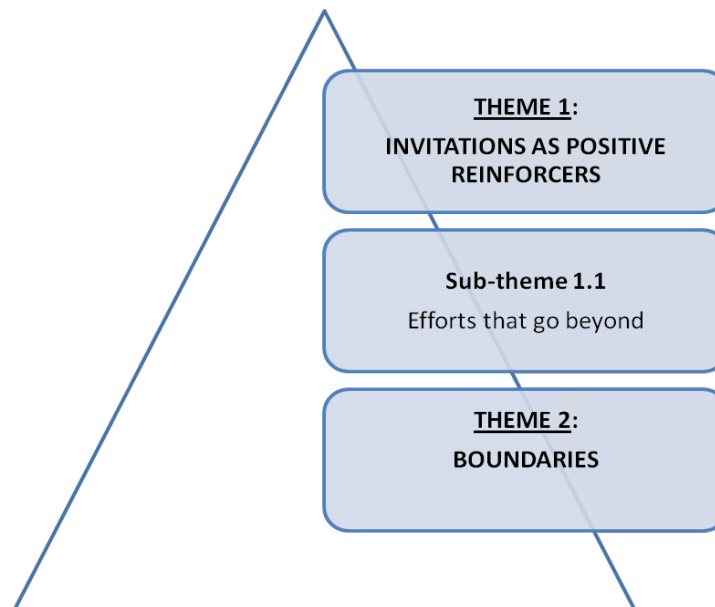 THEME 1:
INVITATIONS AS POSITIVE
REINFORCERS
Sub-theme 1.1
Efforts that go beyond
THEME 2:
BOUNDARIES